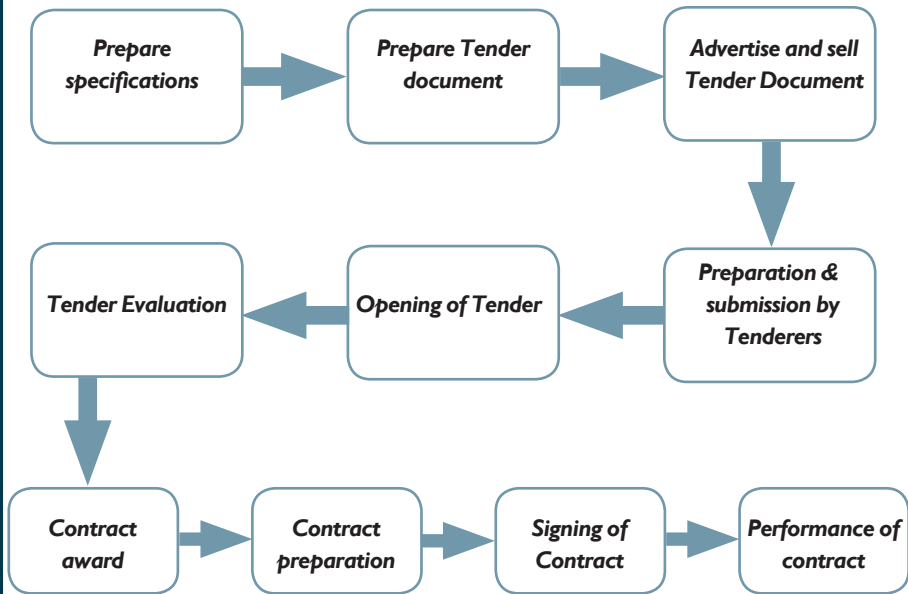 Prepare
specifications
Prepare Tender
document
Advertise and sell
Tender Document
Preparation &
submission by
Tenderers
Opening of Tender
Tender Evaluation
Contract
award
Contract
preparation
Signing of
Contract
Performance of
contract